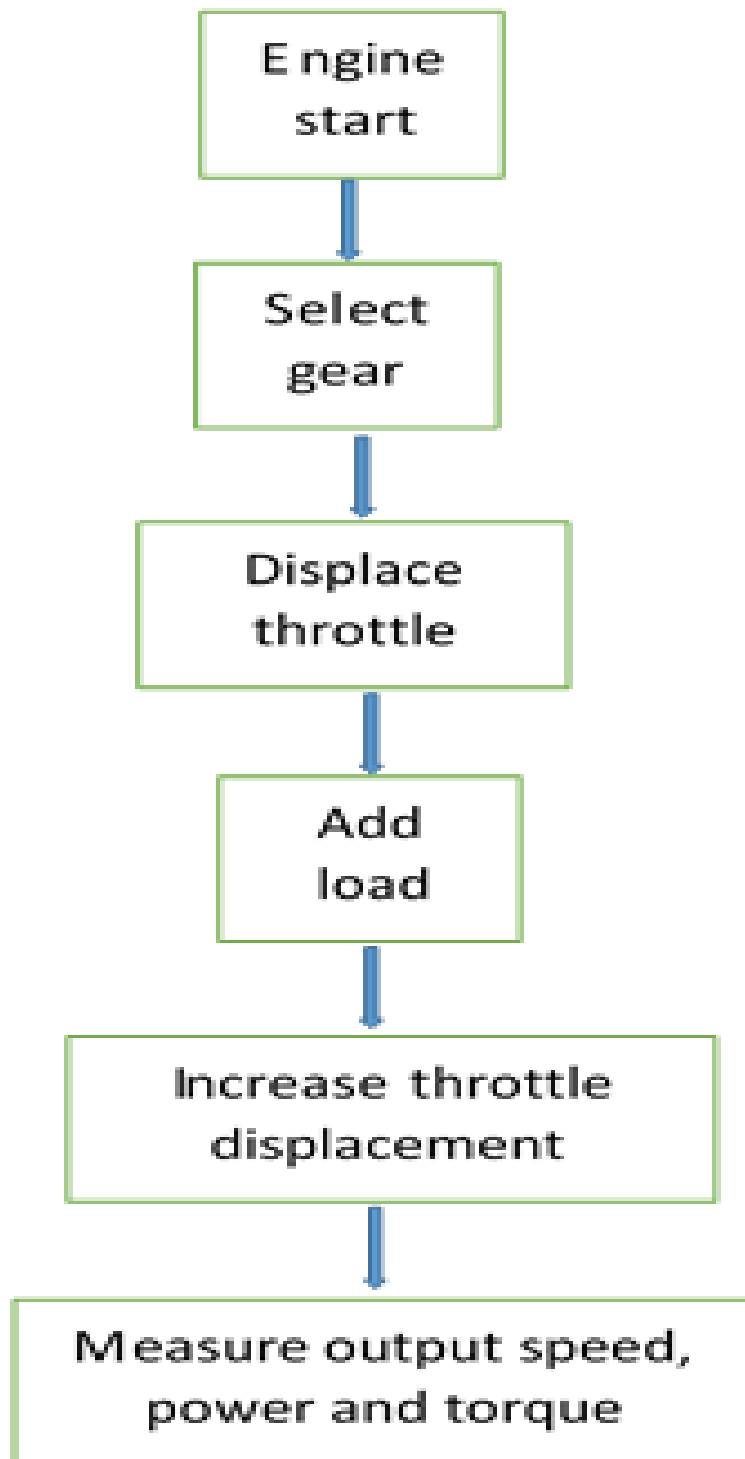 Engine
start
Select
gear
Displace
throttle
Add
load
Increase throttle
displacement
Measure output speed,
power and torque